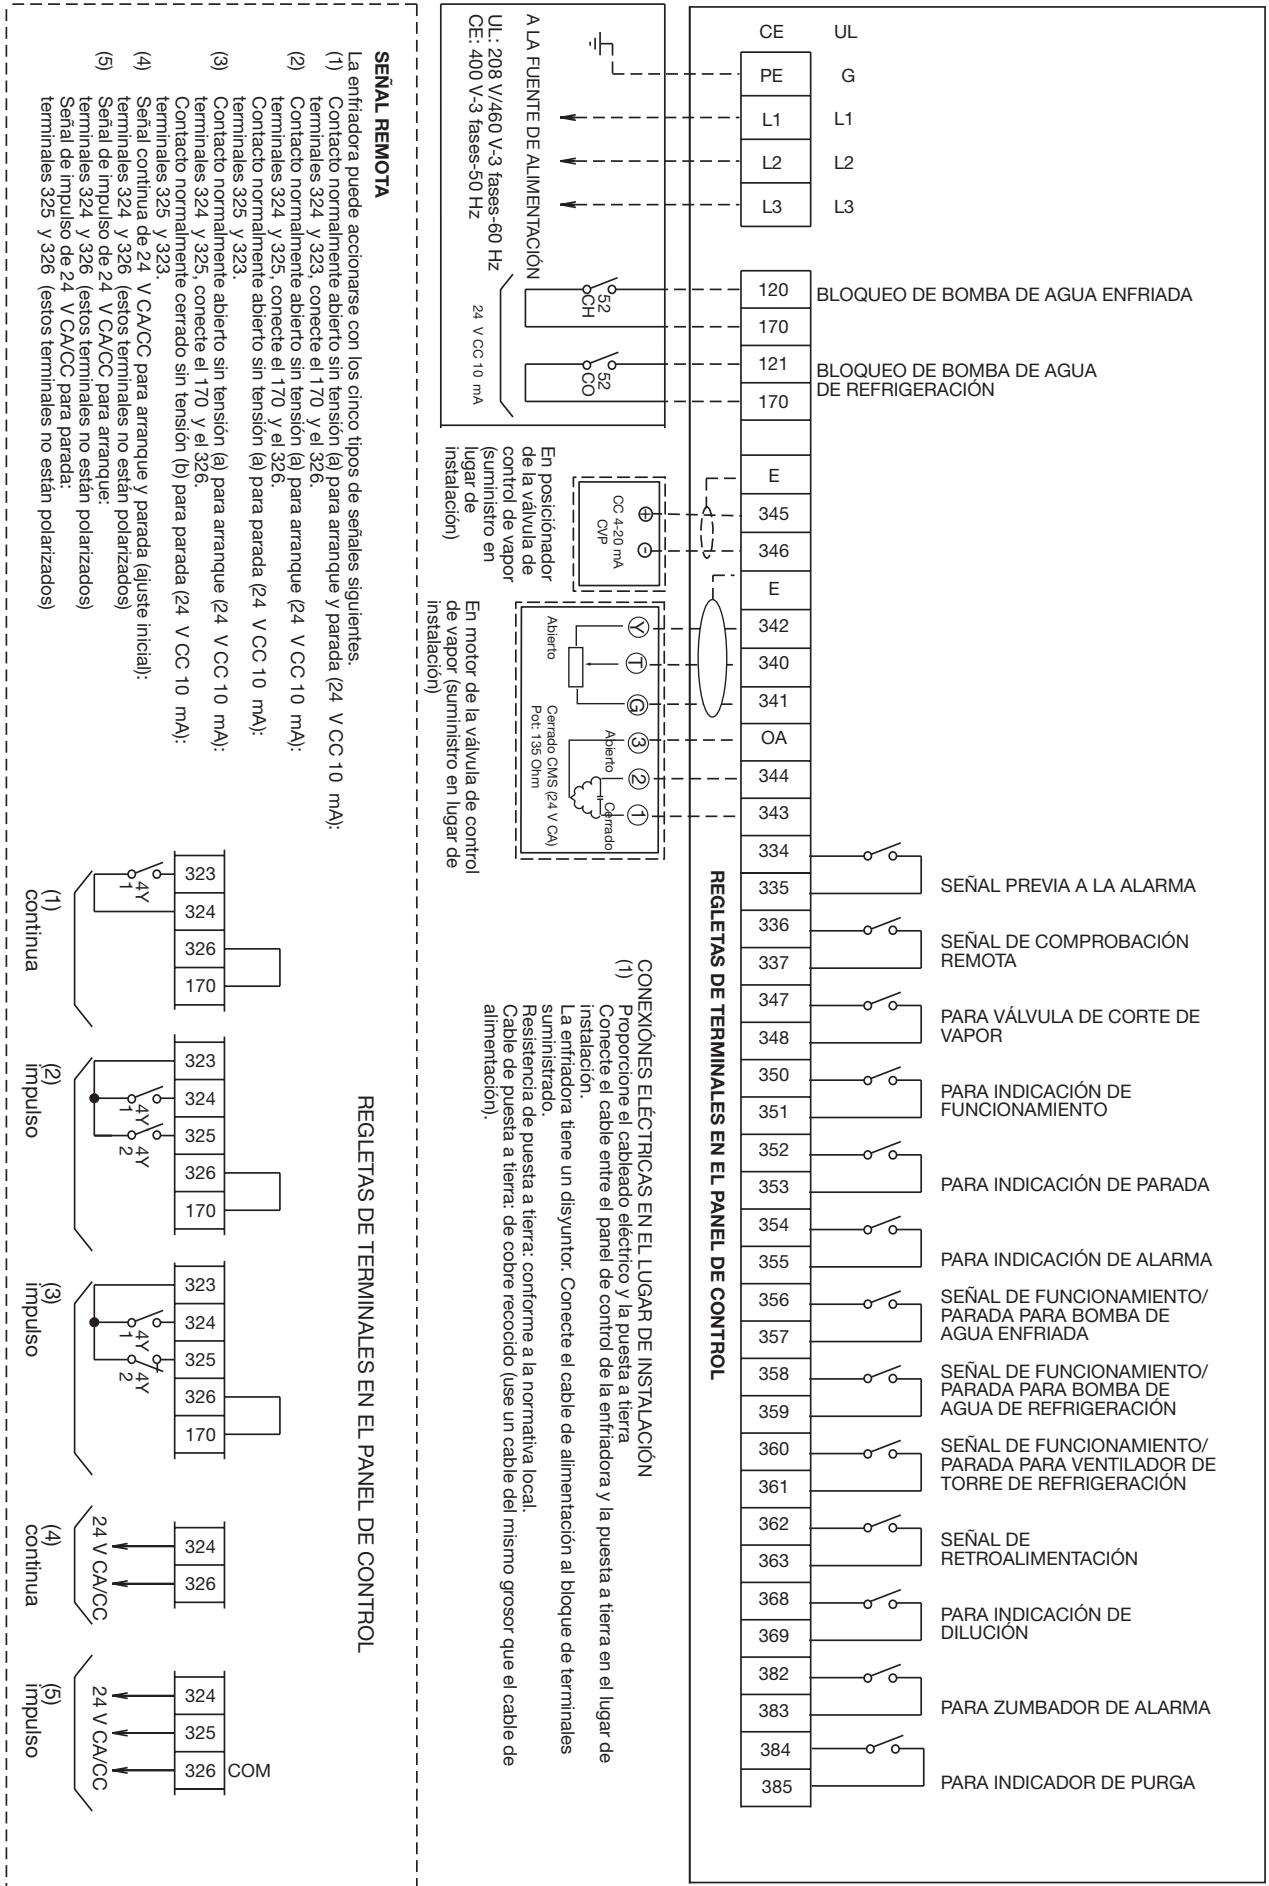 CE UL
PE G
L1 L1
L2 L2
L3 L3
120
BLOQUEO DE BOMBA DE AGUA ENFRIADA
170
121
BLOQUEO DE BOMBA DE AGUA
DE REFRIGERACIÓN
170
E
345
346
E
342
340
341
OA
344
343
334
335
SEÑAL PREVIA A LA ALARMA
336
337
SEÑAL DE COMPROBACIÓN
REMOTA
347
348
PARA VÁLVULA DE CORTE DE
VAPOR
350
351
PARA INDICACIÓN DE
FUNCIONAMIENTO
352
353
PARA INDICACIÓN DE PARADA
354
355
PARA INDICACIÓN DE ALARMA
356
357
SEÑAL DE FUNCIONAMIENTO/
PARADA PARA BOMBA DE
AGUA ENFRIADA
358
359
SEÑAL DE FUNCIONAMIENTO/
PARADA PARA BOMBA DE
AGUA DE REFRIGERACIÓN
360
361
SEÑAL DE FUNCIONAMIENTO/
PARADA PARA VENTILADOR DE
TORRE DE REFRIGERACIÓN
362
363
SEÑAL DE
RETROALIMENTACIÓN
368
369
PARA INDICACIÓN DE
DILUCIÓN
382
383
PARA ZUMBADOR DE ALARMA
384
385
PARA INDICADOR DE PURGA
REGLETAS DE TERMINALES EN EL PANEL DE CONTROL
A LA FUENTE DE ALIMENTACIÓN
UL: 208 V/460 V-3 fases-60 Hz
CE: 400 V-3 fases-50 Hz
52
CH
52
CO
24 V CC 10 mA
CC 4-20 mA
CVP
En posiciónador
de la válvula de
control de vapor
(suministro en
lugar de
instalación)
Y T G 3 2 1
Abierto
Abierto
Cerrado
Cerrado CMS (24 V CA)
Pot: 135 Ohm
En motor de la válvula de control
de vapor (suministro en lugar de
instalación)
CONEXIÓNES ELÉCTRICAS EN EL LUGAR DE INSTALACIÓN
(1) Proporcione el cableado eléctrico y la puesta a tierra
Conecte el cable entre el panel de control de la enfriadora y la puesta a tierra en el lugar de
instalación.
La enfriadora tiene un disyuntor. Conecte el cable de alimentación al bloque de terminales
suministrado.
Resistencia de puesta a tierra: conforme a la normativa local.
Cable de puesta a tierra: de cobre recocido (use un cable del mismo grosor que el cable de
alimentación).
SEÑAL REMOTA
La enfriadora puede accionarse con los cinco tipos de señales siguientes.
(1) Contacto normalmente abierto sin tensión (a) para arranque y parada (24 V CC 10 mA):
terminales 324 y 323, conecte el 170 y el 326.
(2) Contacto normalmente abierto sin tensión (a) para arranque (24 V CC 10 mA):
terminales 324 y 325, conecte el 170 y el 326.
Contacto normalmente abierto sin tensión (a) para parada (24 V CC 10 mA):
terminales 325 y 323.
(3) Contacto normalmente abierto sin tensión (a) para arranque (24 V CC 10 mA):
terminales 324 y 325, conecte el 170 y el 326.
Contacto normalmente cerrado sin tensión (b) para parada (24 V CC 10 mA):
terminales 325 y 323.
(4) Señal continua de 24 V CA/CC para arranque y parada (ajuste inicial):
terminales 324 y 326 (estos terminales no están polarizados)
(5) Señal de impulso de 24 V CA/CC para arranque:
terminales 324 y 326 (estos terminales no están polarizados)
Señal de impulso de 24 V CA/CC para parada:
terminales 325 y 326 (estos terminales no están polarizados)
REGLETAS DE TERMINALES EN EL PANEL DE CONTROL
323
324
326
170
4Y
1
(1)
continua
323
324
325
326
170
4Y
1
4Y
2
(2)
impulso
323
324
325
326
170
4Y
1
4Y
2
(3)
impulso
324
326
24 V CA/CC
(4)
continua
324
325
326 COM
24 V CA/CC
(5)
impulso